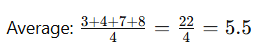 Average: \frac{3+4+7+8}{4} = \frac{22}{4} = 5.5